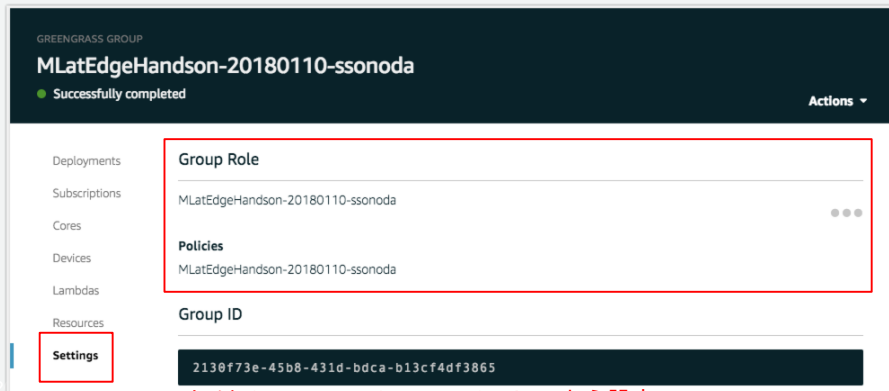 GREENGRASS GROUP
MLatEdgeHandson-20180110-ssonoda
Successfully completed
Actions
Deployments
Subscriptions
Cores
Devices
Lambdas
Resources
Settings
Group Role
MLatEdgeHandson-20180110-ssonoda
Policies
MLatEdgeHandson-20180110-ssonoda
Group ID
2130f73e-45b8-431d-bdca-b13cf4df3865